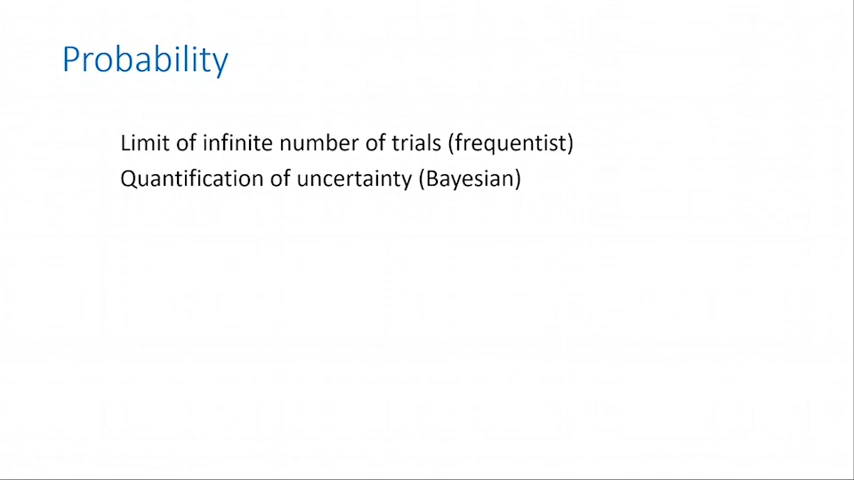 Probability
Limit of infinite number of trials (frequentist)
Quantification of uncertainty (Bayesian)